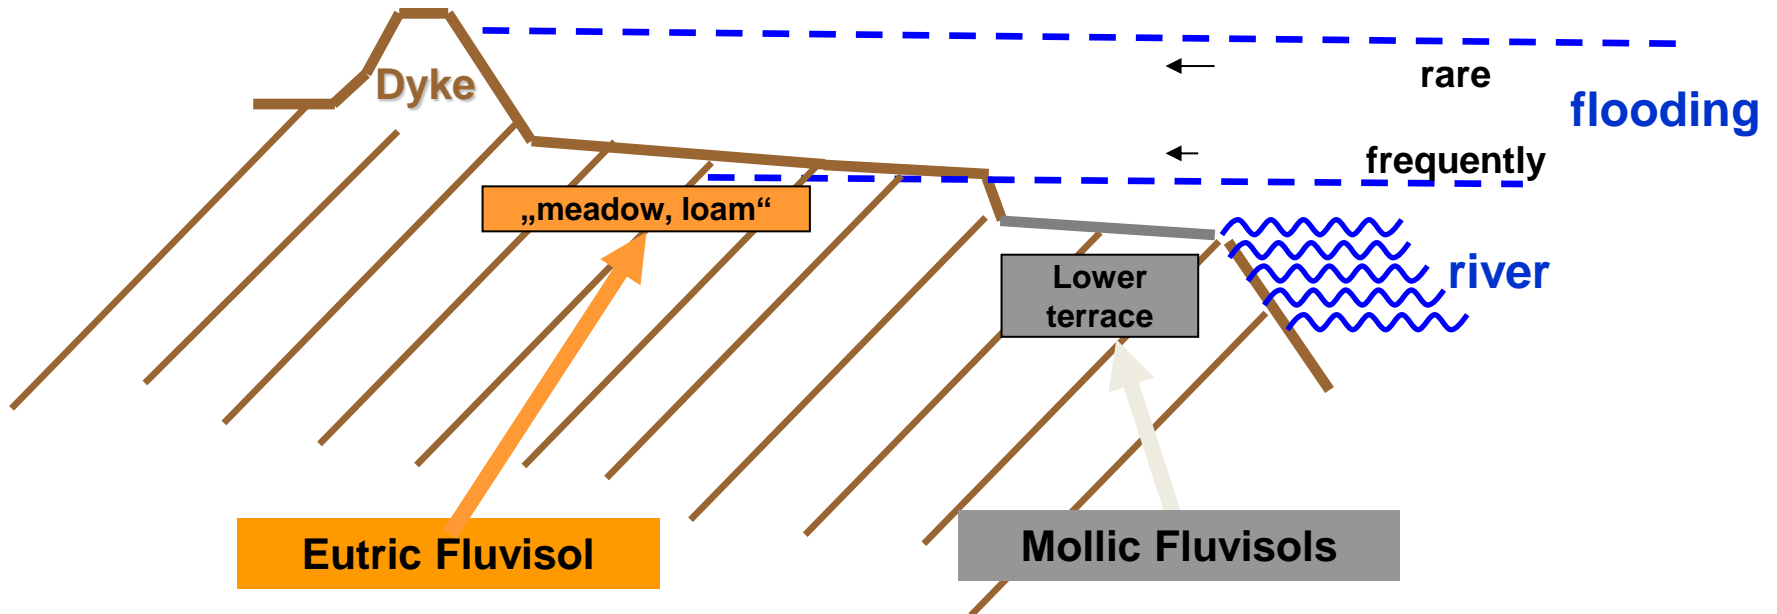 Dyke
rare
flooding
frequently
„meadow, loam“
river
Lower
terrace
Eutric Fluvisol
Mollic Fluvisols